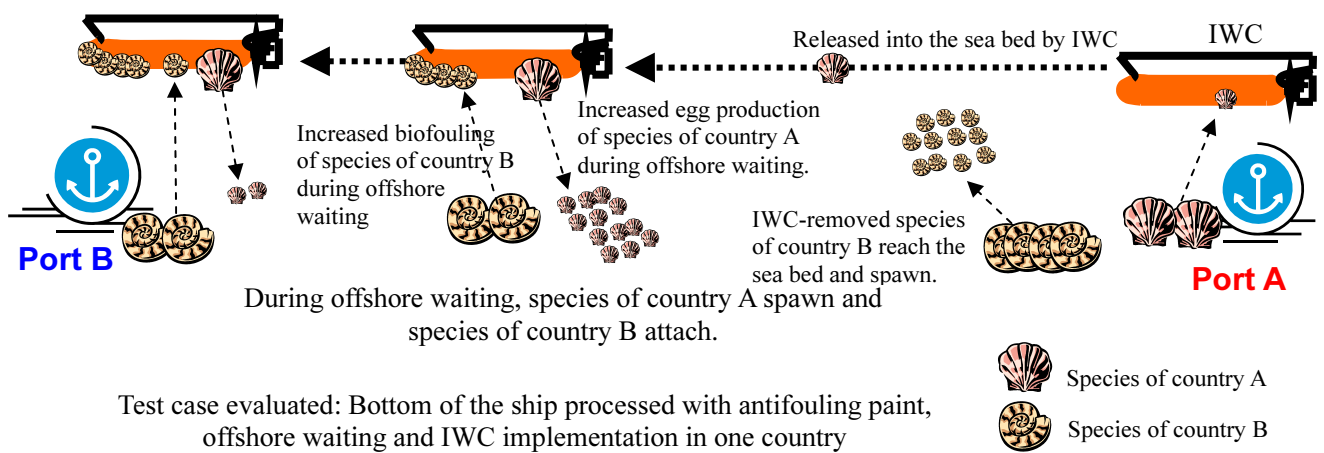 Released into the sea bed by IWC
IWC
Increased egg production
of species of country A
during offshore waiting.
Increased biofouling
of species of country B
during offshore
waiting
IWC-removed species
of country B reach the
sea bed and spawn.
Port B
Port A
During offshore waiting, species of country A spawn and
species of country B attach.
Species of country A
Test case evaluated: Bottom of the ship processed with antifouling paint,
offshore waiting and IWC implementation in one country
Species of country B